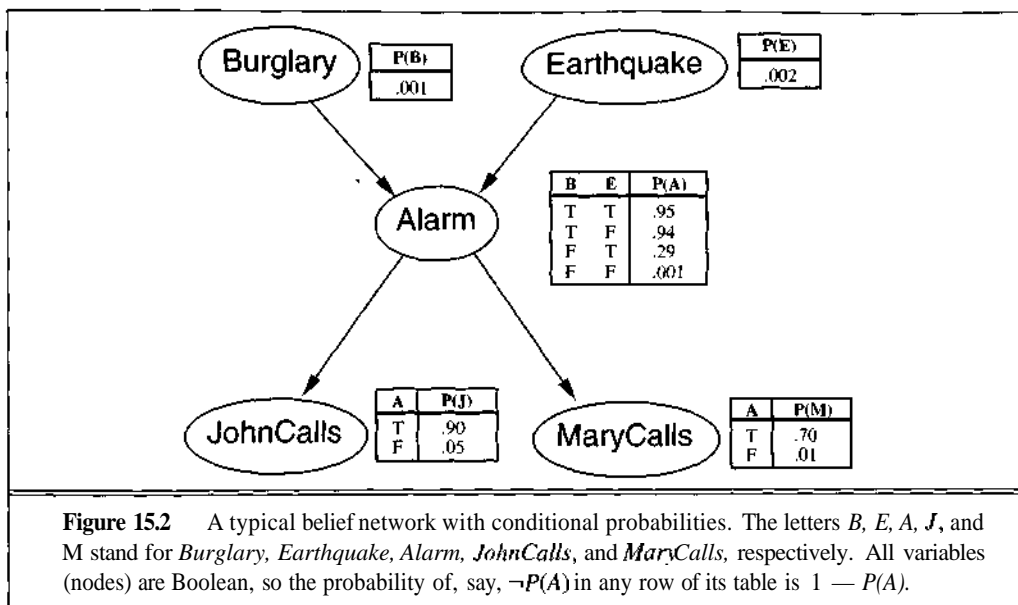 Burglary
P(B)
.001
Earthquake
P(E)
.002
Alarm
B E P(A)
T T .95
T F .94
F T .29
F F .001
JohnCalls
A P(J)
T .90
F .05
MaryCalls
A P(M)
T .70
F .01
Figure 15.2 A typical belief network with conditional probabilities. The letters B, E, A, J, and
M stand for Burglary, Earthquake, Alarm, JohnCalls, and MaryCalls, respectively. All variables
(nodes) are Boolean, so the probability of, say, ¬P(A) in any row of its table is 1 — P(A).